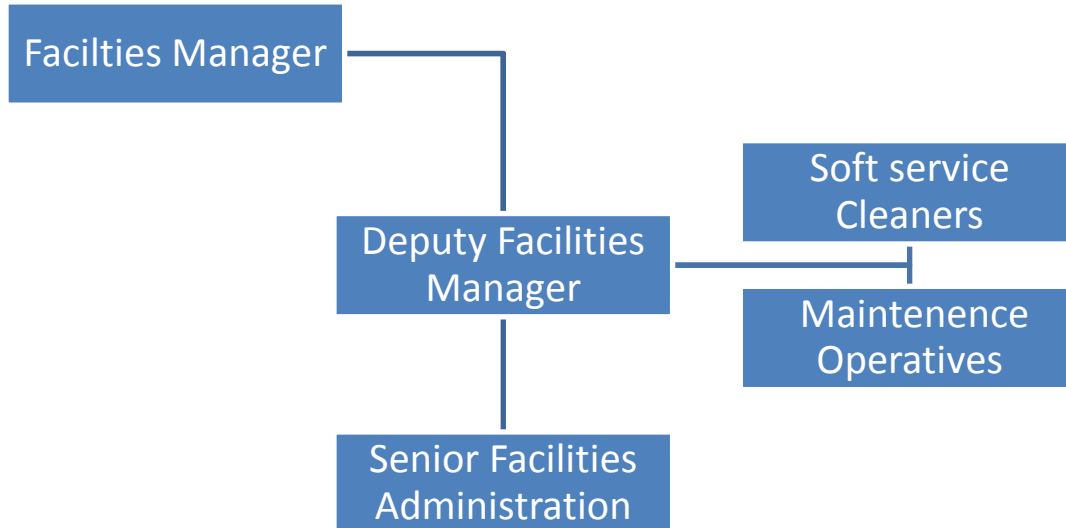 Facilties Manager
Deputy Facilities
Manager
Soft service
Cleaners
Maintenence
Operatives
Senior Facilities
Administration